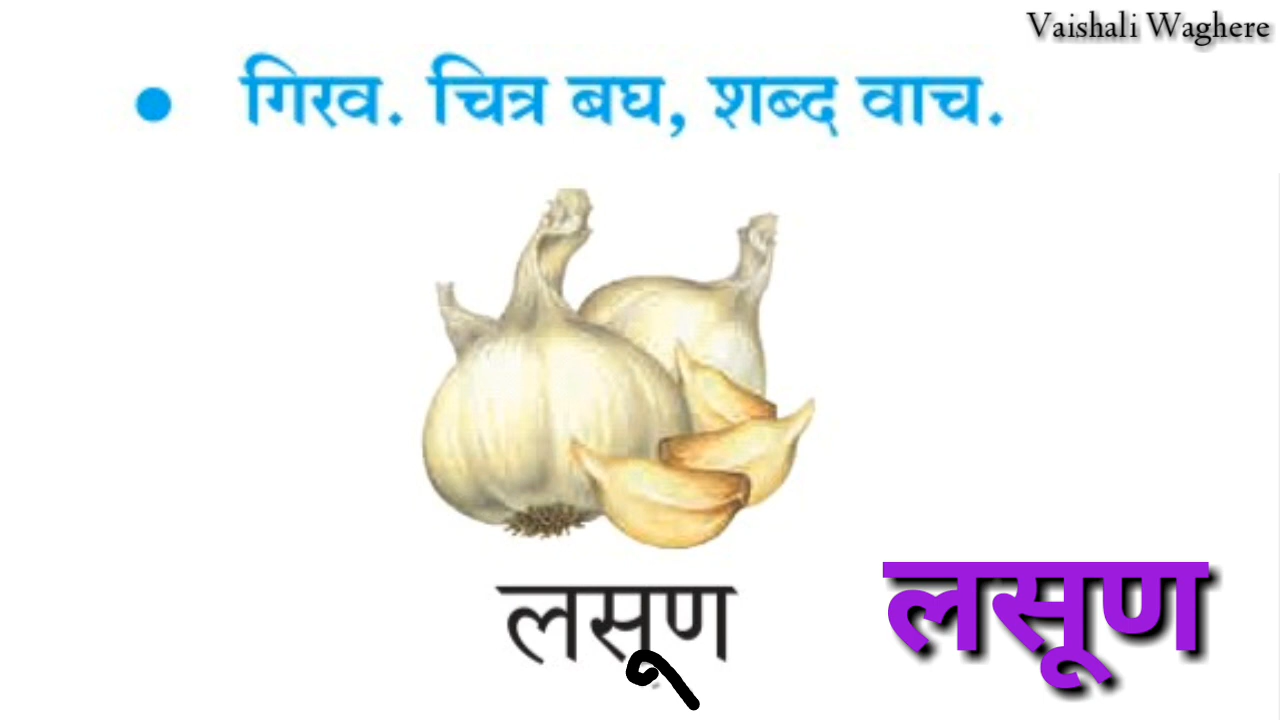 Vaishali Waghere
• गिरव. चित्र बघ, शब्द वाच.
लसूण
लसूण